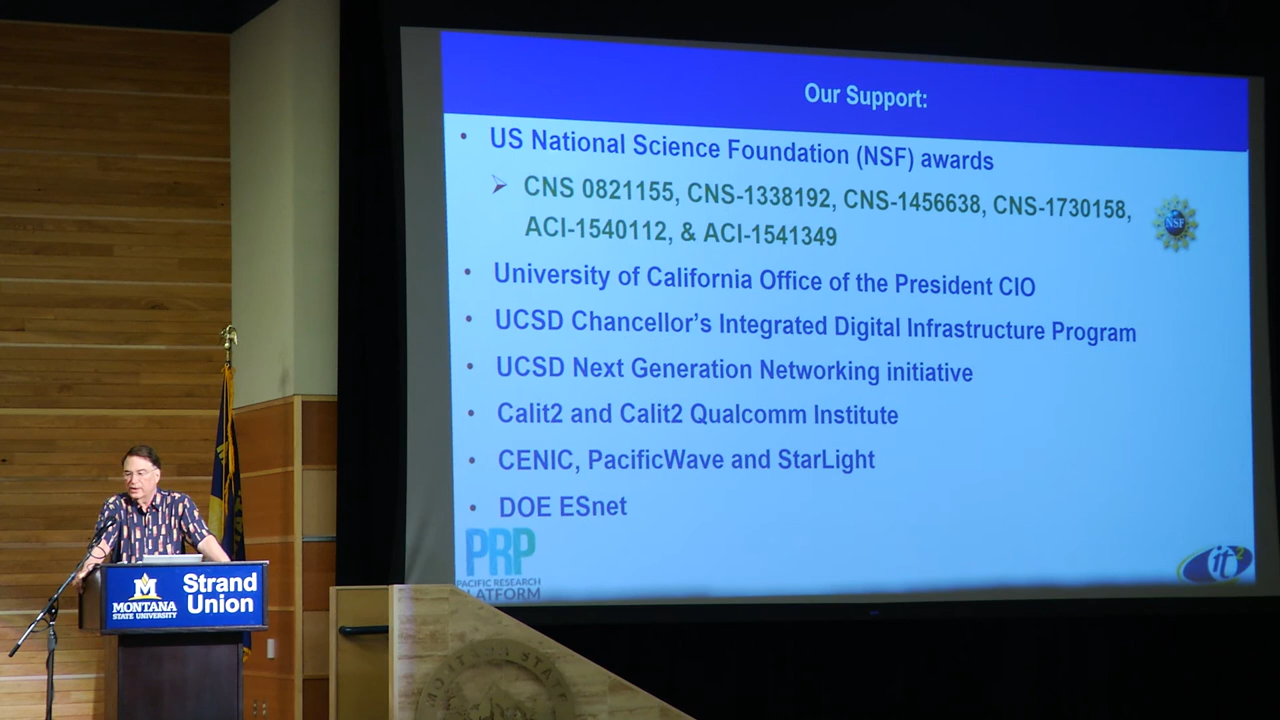 Our Support:
US National Science Foundation (NSF) awards
CNS 0821155, CNS-1338192, CNS-1456638, CNS-1730158,
ACI-1540112, & ACI-1541349
NSF
University of California Office of the President CIO
UCSD Chancellor's Integrated Digital Infrastructure Program
UCSD Next Generation Networking initiative
Calit2 and Calit2 Qualcomm Institute
CENIC, PacificWave and StarLight
DOE ESnet
PRP
PACIFIC RESEARCH
PLATFORM
it2
M
MONTANA
STATE UNIVERSITY
Strand
Union
MONTANA STATE